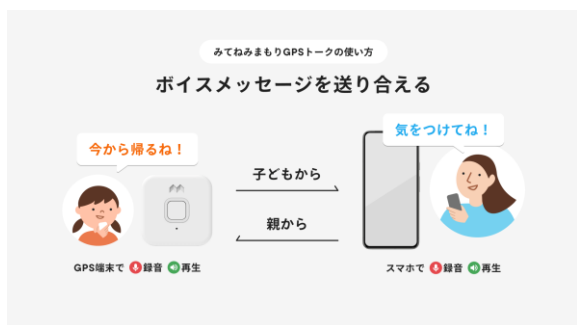 みてねみまもりGPSトークの使い方
ボイスメッセージを送り合える
今から帰るね！
気をつけてね！
子どもから
親から
GPS端末で 録音 再生
スマホで 録音 再生